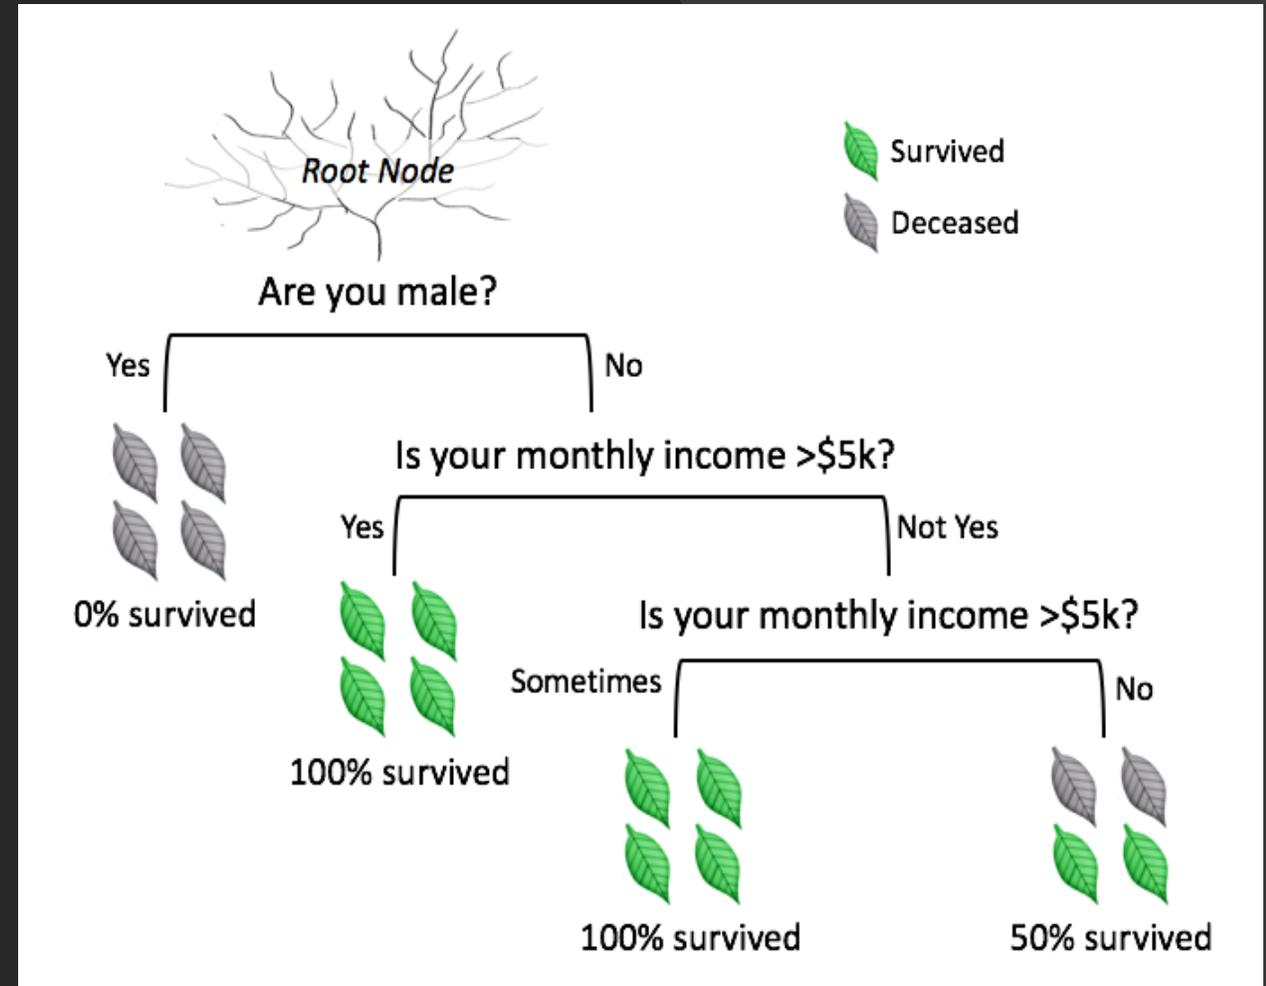 Root Node
Survived
Deceased
Are you male?
Yes
No
Is your monthly income >$5k?
Yes
Not Yes
0% survived
Is your monthly income >$5k?
Sometimes
No
100% survived
100% survived
50% survived